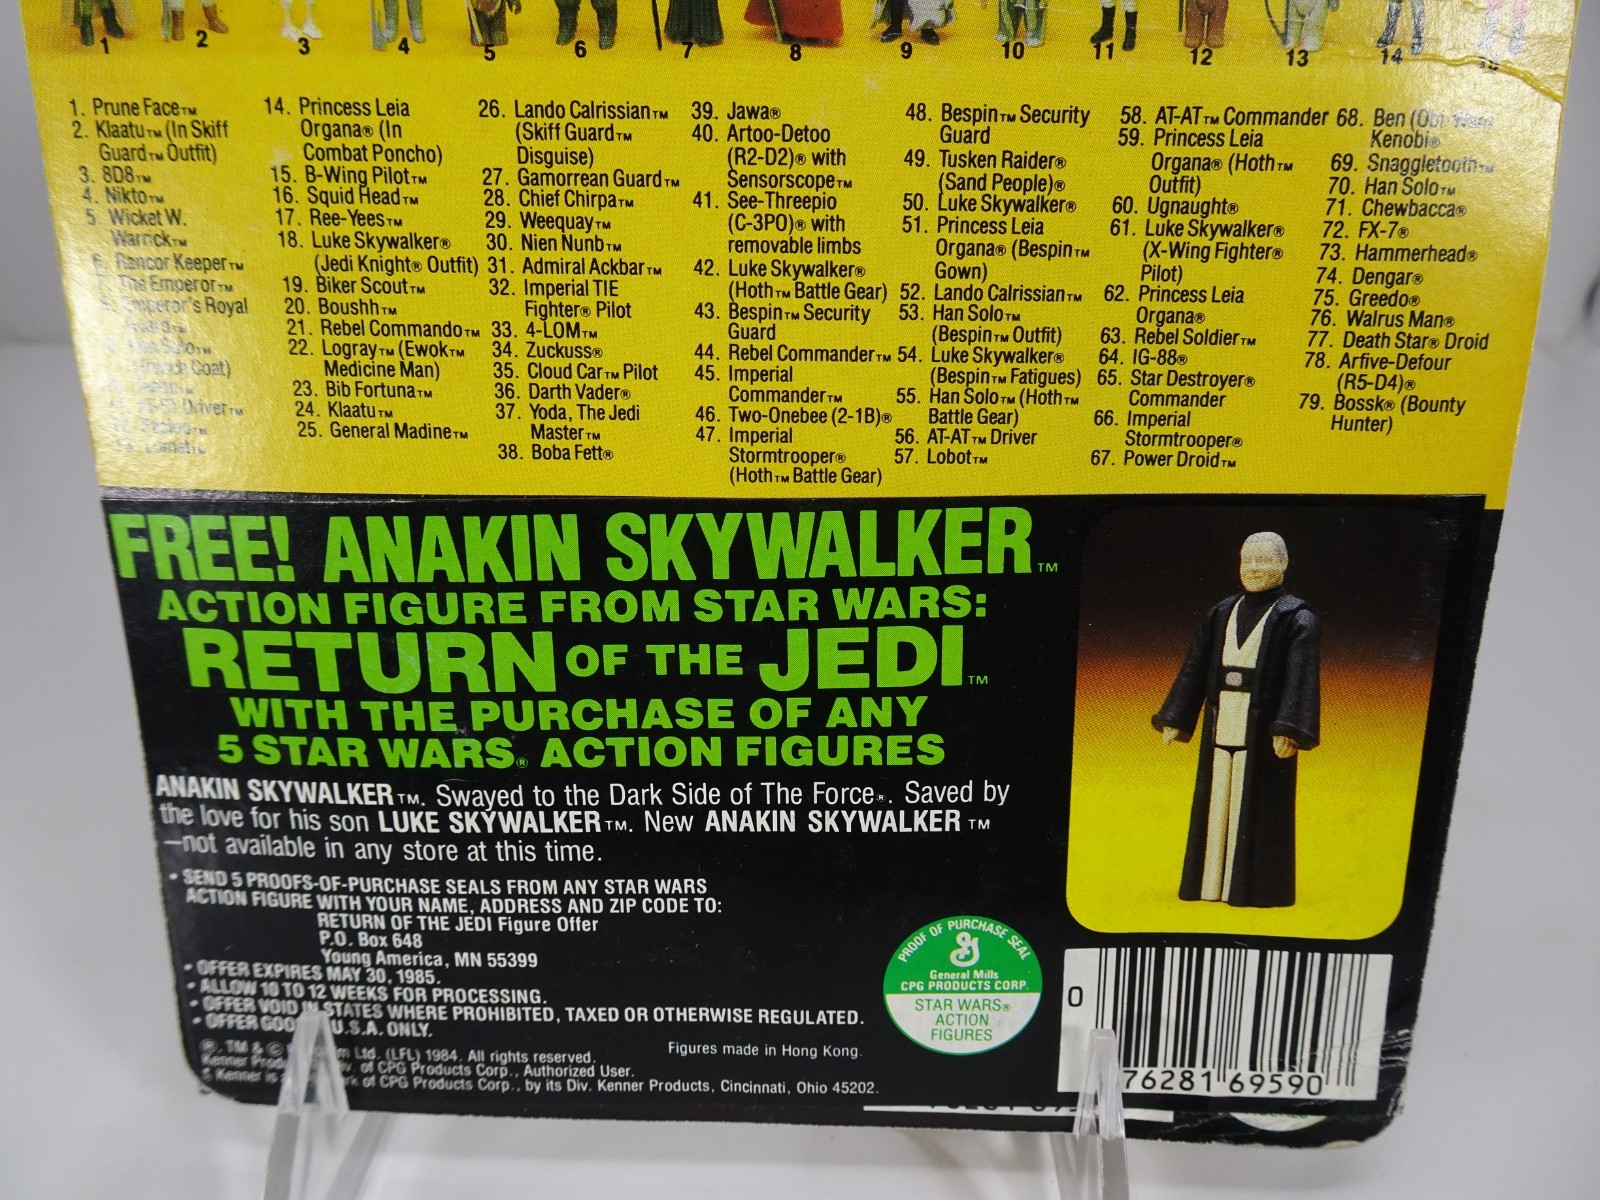 1 2 3 4 5 6 7 8 9 10 11 12 13 14 15
1. Prune Face™
2. Klaatu™ (In Skiff
Guard™ Outfit)
3. 8D8™
4. Nikto™
5. Wicket W.
Warrick™
6. Rancor Keeper™
7. The Emperor™
8. Emperor's Royal
Guard™
Han Solo™
Coat)
AT-ST Driver™
14. Princess Leia
Organa® (In
Combat Poncho)
15. B-Wing Pilot™
16. Squid Head™
17. Ree-Yees™
18. Luke Skywalker®
(Jedi Knight® Outfit)
19. Biker Scout™
20. Boushh™
21. Rebel Commando™
22. Logray™ (Ewok™
Medicine Man)
23. Bib Fortuna™
24. Klaatu™
25. General Madine™
26. Lando Calrissian™
(Skiff Guard™
Disguise)
27. Gamorrean Guard™
28. Chief Chirpa™
29. Weequay™
30. Nien Nunb™
31. Admiral Ackbar™
32. Imperial TIE
Fighter® Pilot
33. 4-LOM™
34. Zuckuss®
35. Cloud Car™ Pilot
36. Darth Vader®
37. Yoda, The Jedi
Master™
38. Boba Fett®
39. Jawa®
40. Artoo-Detoo
(R2-D2)® with
Sensorscope™
41. See-Threepio
(C-3PO)® with
removable limbs
42. Luke Skywalker®
(Hoth™ Battle Gear)
43. Bespin™ Security
Guard
44. Rebel Commander™
45. Imperial
Commander™
46. Two-Onebee (2-1B)®
47. Imperial
Stormtrooper®
(Hoth™ Battle Gear)
48. Bespin™ Security
Guard
49. Tusken Raider®
(Sand People)®
50. Luke Skywalker®
51. Princess Leia
Organa® (Bespin™
Gown)
52. Lando Calrissian™
53. Han Solo™
(Bespin™ Outfit)
54. Luke Skywalker®
(Bespin™ Fatigues)
55. Han Solo™ (Hoth™
Battle Gear)
56. AT-AT™ Driver
57. Lobot™
58. AT-AT™ Commander
59. Princess Leia
Organa® (Hoth™
Outfit)
60. Ugnaught®
61. Luke Skywalker®
(X-Wing Fighter®
Pilot)
62. Princess Leia
Organa®
63. Rebel Soldier™
64. IG-88®
65. Star Destroyer®
Commander
66. Imperial
Stormtrooper®
67. Power Droid™
68. Ben (Obi-Wan)
Kenobi®
69. Snaggletooth™
70. Han Solo™
71. Chewbacca®
72. FX-7®
73. Hammerhead®
74. Dengar®
75. Greedo®
76. Walrus Man®
77. Death Star® Droid
78. Arfive-Defour
(R5-D4)®
79. Bossk® (Bounty
Hunter)
FREE! ANAKIN SKYWALKER™
ACTION FIGURE FROM STAR WARS:
RETURN OF THE JEDI™
WITH THE PURCHASE OF ANY
5 STAR WARS® ACTION FIGURES
ANAKIN SKYWALKER™. Swayed to the Dark Side of The Force®. Saved by
the love for his son LUKE SKYWALKER™. New ANAKIN SKYWALKER™
—not available in any store at this time.
• SEND 5 PROOFS-OF-PURCHASE SEALS FROM ANY STAR WARS
ACTION FIGURE WITH YOUR NAME, ADDRESS AND ZIP CODE TO:
RETURN OF THE JEDI Figure Offer
P.O. Box 648
Young America, MN 55399
• OFFER EXPIRES MAY 30, 1985.
• ALLOW 10 TO 12 WEEKS FOR PROCESSING.
• OFFER VOID IN STATES WHERE PROHIBITED, TAXED OR OTHERWISE REGULATED.
• OFFER GOOD U.S.A. ONLY.
®, TM & © Ltd. (LFL) 1984. All rights reserved.
Kenner of CPG Products Corp., Authorized User.
Kenner is a of CPG Products Corp., by its Div. Kenner Products, Cincinnati, Ohio 45202.
Figures made in Hong Kong.
PROOF OF PURCHASE SEAL
General Mills
CPG PRODUCTS CORP.
STAR WARS®
ACTION
FIGURES
0 76281 69590